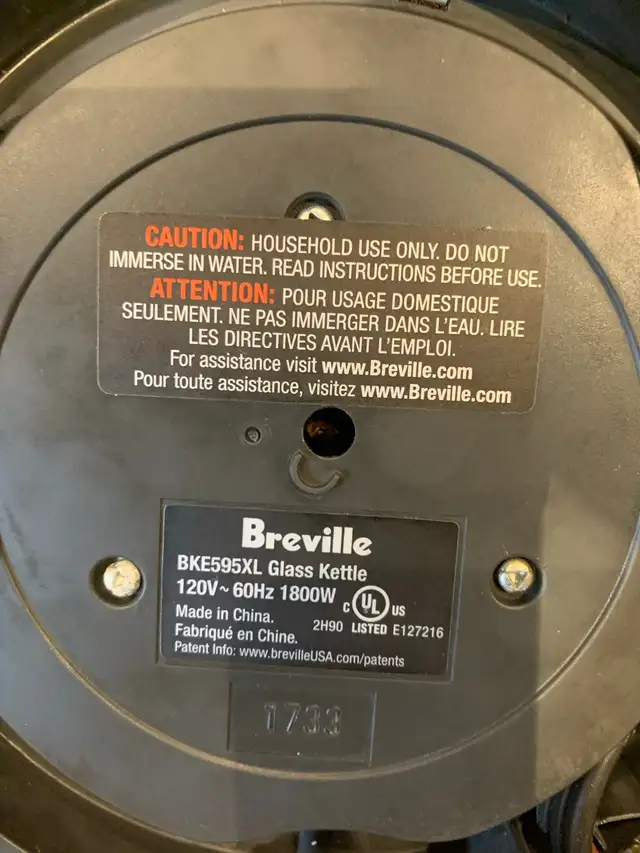 CAUTION: HOUSEHOLD USE ONLY. DO NOT
IMMERSE IN WATER. READ INSTRUCTIONS BEFORE USE.
ATTENTION: POUR USAGE DOMESTIQUE
SEULEMENT. NE PAS IMMERGER DANS L'EAU. LIRE
LES DIRECTIVES AVANT L'EMPLOI.
For assistance visit www.Breville.com
Pour toute assistance, visitez www.Breville.com
Breville
BKE595XL Glass Kettle
120V~ 60Hz 1800W
C UL US
Made in China.
2H90 LISTED E127216
Fabriqué en Chine.
Patent Info: www.brevilleUSA.com/patents
1733